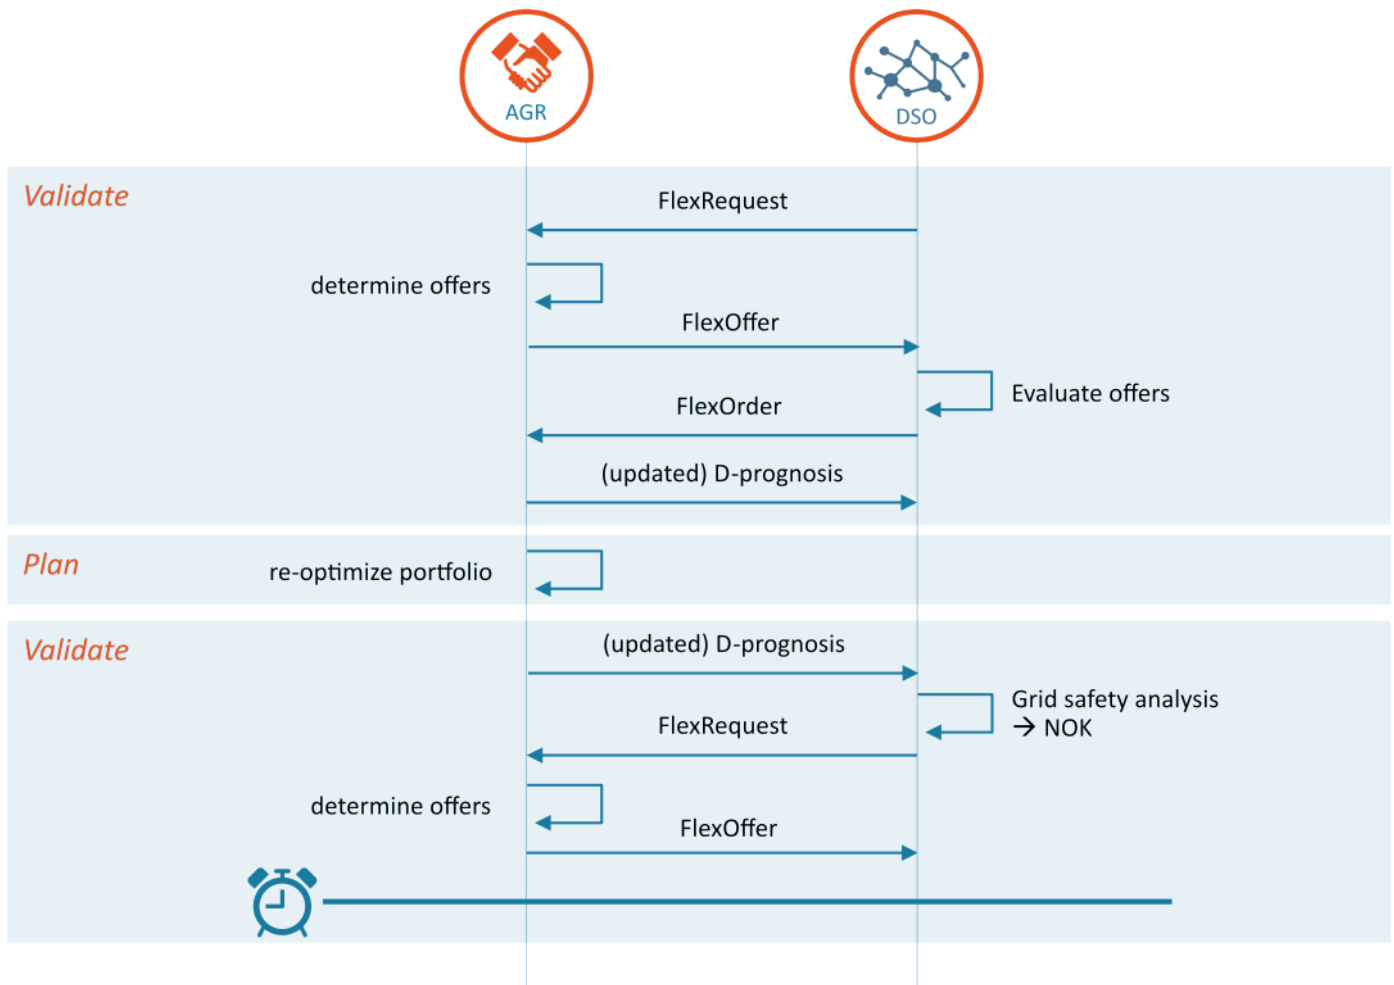 AGR
DSO
Validate
FlexRequest
determine offers
FlexOffer
Evaluate offers
FlexOrder
(updated) D-prognosis
Plan
re-optimize portfolio
Validate
(updated) D-prognosis
Grid safety analysis
→ NOK
FlexRequest
determine offers
FlexOffer